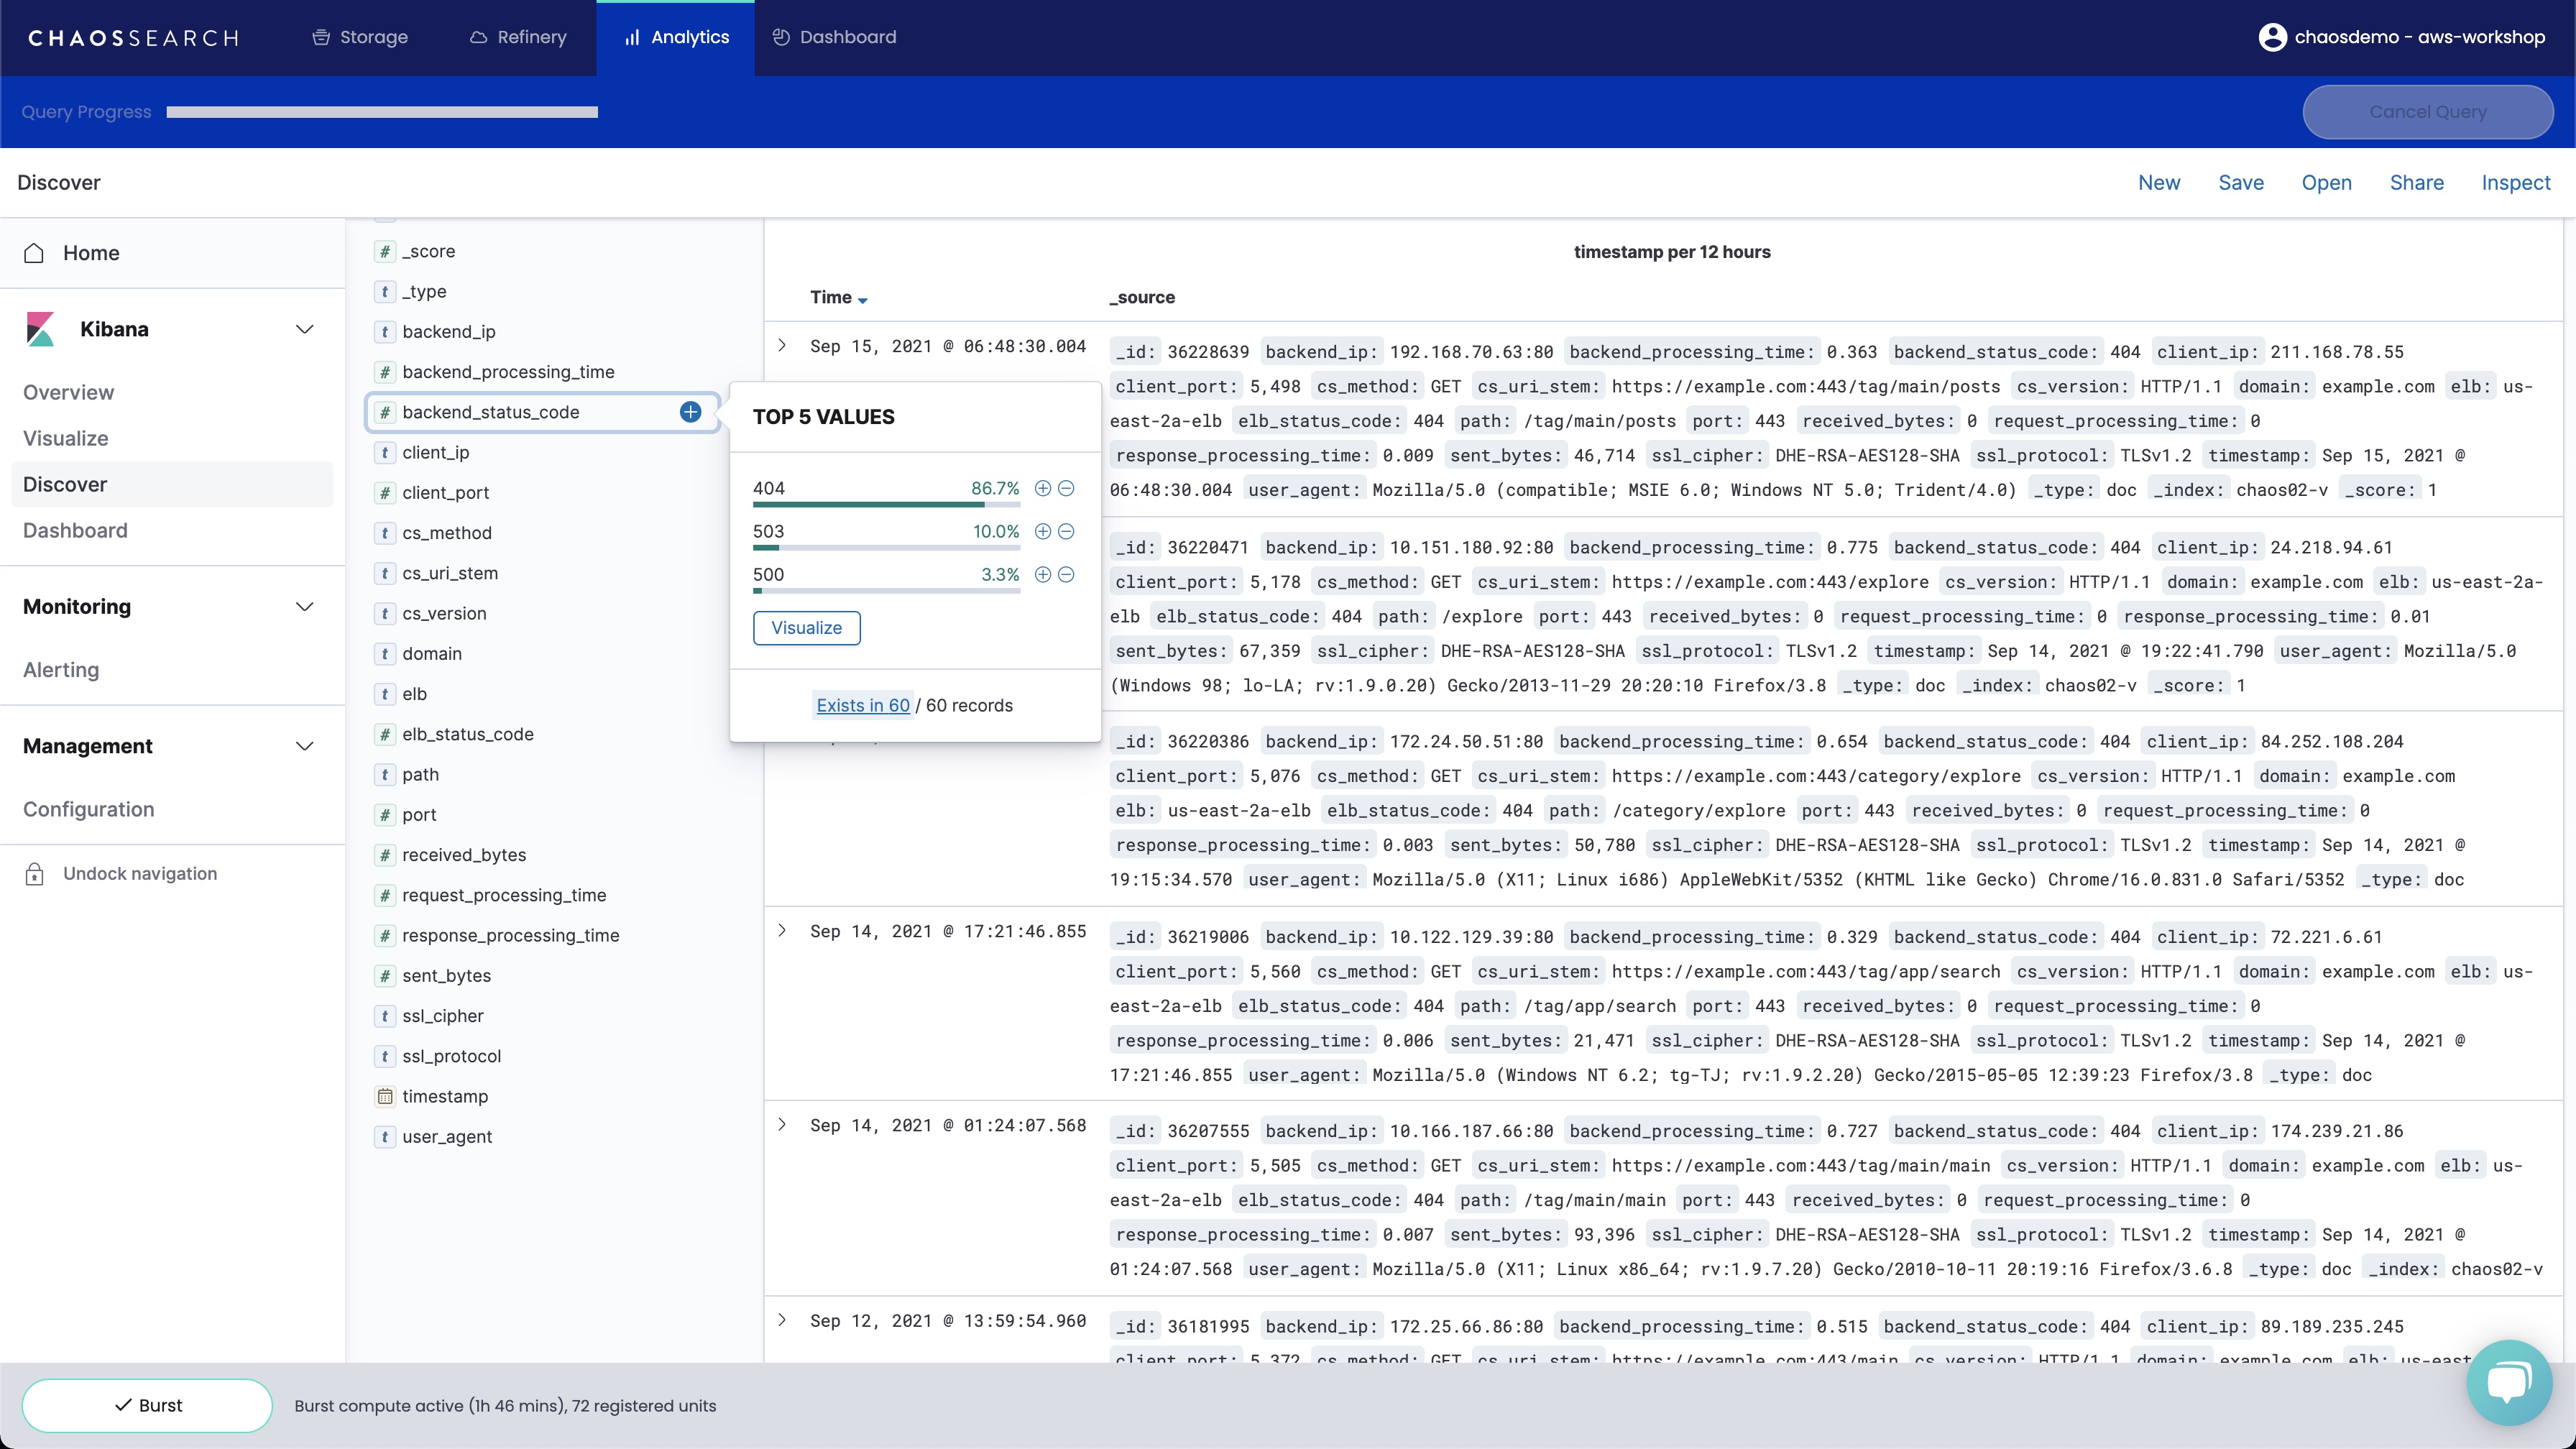 CHAOSSEARCH
Storage
Refinery
Analytics
Dashboard
chaosdemo - aws-workshop
Query Progress
Cancel Query
Discover
New
Save
Open
Share
Inspect
Home
Kibana
Overview
Visualize
Discover
Dashboard
Monitoring
Alerting
Management
Configuration
Undock navigation
# _score
t _type
t backend_ip
# backend_processing_time
# backend_status_code
t client_ip
# client_port
t cs_method
t cs_uri_stem
t cs_version
t domain
t elb
# elb_status_code
t path
# port
# received_bytes
# request_processing_time
# response_processing_time
# sent_bytes
t ssl_cipher
t ssl_protocol
timestamp
t user_agent
TOP 5 VALUES
404 86.7%
503 10.0%
500 3.3%
Visualize
Exists in 60 / 60 records
timestamp per 12 hours
Time _source
Sep 15, 2021 @ 06:48:30.004
_id: 36228639 backend_ip: 192.168.70.63:80 backend_processing_time: 0.363 backend_status_code: 404 client_ip: 211.168.78.55
client_port: 5,498 cs_method: GET cs_uri_stem: https://example.com:443/tag/main/posts cs_version: HTTP/1.1 domain: example.com elb: us-
east-2a-elb elb_status_code: 404 path: /tag/main/posts port: 443 received_bytes: 0 request_processing_time: 0
response_processing_time: 0.009 sent_bytes: 46,714 ssl_cipher: DHE-RSA-AES128-SHA ssl_protocol: TLSv1.2 timestamp: Sep 15, 2021 @
06:48:30.004 user_agent: Mozilla/5.0 (compatible; MSIE 6.0; Windows NT 5.0; Trident/4.0) _type: doc _index: chaos02-v _score: 1
_id: 36220471 backend_ip: 10.151.180.92:80 backend_processing_time: 0.775 backend_status_code: 404 client_ip: 24.218.94.61
client_port: 5,178 cs_method: GET cs_uri_stem: https://example.com:443/explore cs_version: HTTP/1.1 domain: example.com elb: us-east-2a-
elb elb_status_code: 404 path: /explore port: 443 received_bytes: 0 request_processing_time: 0 response_processing_time: 0.01
sent_bytes: 67,359 ssl_cipher: DHE-RSA-AES128-SHA ssl_protocol: TLSv1.2 timestamp: Sep 14, 2021 @ 19:22:41.790 user_agent: Mozilla/5.0
(Windows 98; lo-LA; rv:1.9.0.20) Gecko/2013-11-29 20:20:10 Firefox/3.8 _type: doc _index: chaos02-v _score: 1
_id: 36220386 backend_ip: 172.24.50.51:80 backend_processing_time: 0.654 backend_status_code: 404 client_ip: 84.252.108.204
client_port: 5,076 cs_method: GET cs_uri_stem: https://example.com:443/category/explore cs_version: HTTP/1.1 domain: example.com
elb: us-east-2a-elb elb_status_code: 404 path: /category/explore port: 443 received_bytes: 0 request_processing_time: 0
response_processing_time: 0.003 sent_bytes: 50,780 ssl_cipher: DHE-RSA-AES128-SHA ssl_protocol: TLSv1.2 timestamp: Sep 14, 2021 @
19:15:34.570 user_agent: Mozilla/5.0 (X11; Linux i686) AppleWebKit/5352 (KHTML like Gecko) Chrome/16.0.831.0 Safari/5352 _type: doc
Sep 14, 2021 @ 17:21:46.855
_id: 36219006 backend_ip: 10.122.129.39:80 backend_processing_time: 0.329 backend_status_code: 404 client_ip: 72.221.6.61
client_port: 5,560 cs_method: GET cs_uri_stem: https://example.com:443/tag/app/search cs_version: HTTP/1.1 domain: example.com elb: us-
east-2a-elb elb_status_code: 404 path: /tag/app/search port: 443 received_bytes: 0 request_processing_time: 0
response_processing_time: 0.006 sent_bytes: 21,471 ssl_cipher: DHE-RSA-AES128-SHA ssl_protocol: TLSv1.2 timestamp: Sep 14, 2021 @
17:21:46.855 user_agent: Mozilla/5.0 (Windows NT 6.2; tg-TJ; rv:1.9.2.20) Gecko/2015-05-05 12:39:23 Firefox/3.8 _type: doc
Sep 14, 2021 @ 01:24:07.568
_id: 36207555 backend_ip: 10.166.187.66:80 backend_processing_time: 0.727 backend_status_code: 404 client_ip: 174.239.21.86
client_port: 5,505 cs_method: GET cs_uri_stem: https://example.com:443/tag/main/main cs_version: HTTP/1.1 domain: example.com elb: us-
east-2a-elb elb_status_code: 404 path: /tag/main/main port: 443 received_bytes: 0 request_processing_time: 0
response_processing_time: 0.007 sent_bytes: 93,396 ssl_cipher: DHE-RSA-AES128-SHA ssl_protocol: TLSv1.2 timestamp: Sep 14, 2021 @
01:24:07.568 user_agent: Mozilla/5.0 (X11; Linux x86_64; rv:1.9.7.20) Gecko/2010-10-11 20:19:16 Firefox/3.6.8 _type: doc _index: chaos02-v
Sep 12, 2021 @ 13:59:54.960
_id: 36181995 backend_ip: 172.25.66.86:80 backend_processing_time: 0.515 backend_status_code: 404 client_ip: 89.189.235.245
client_port: 5,372 cs_method: GET cs_uri_stem: https://example.com:443/main cs_version: HTTP/1.1 domain: example.com elb: us-east
Burst
Burst compute active (1h 46 mins), 72 registered units